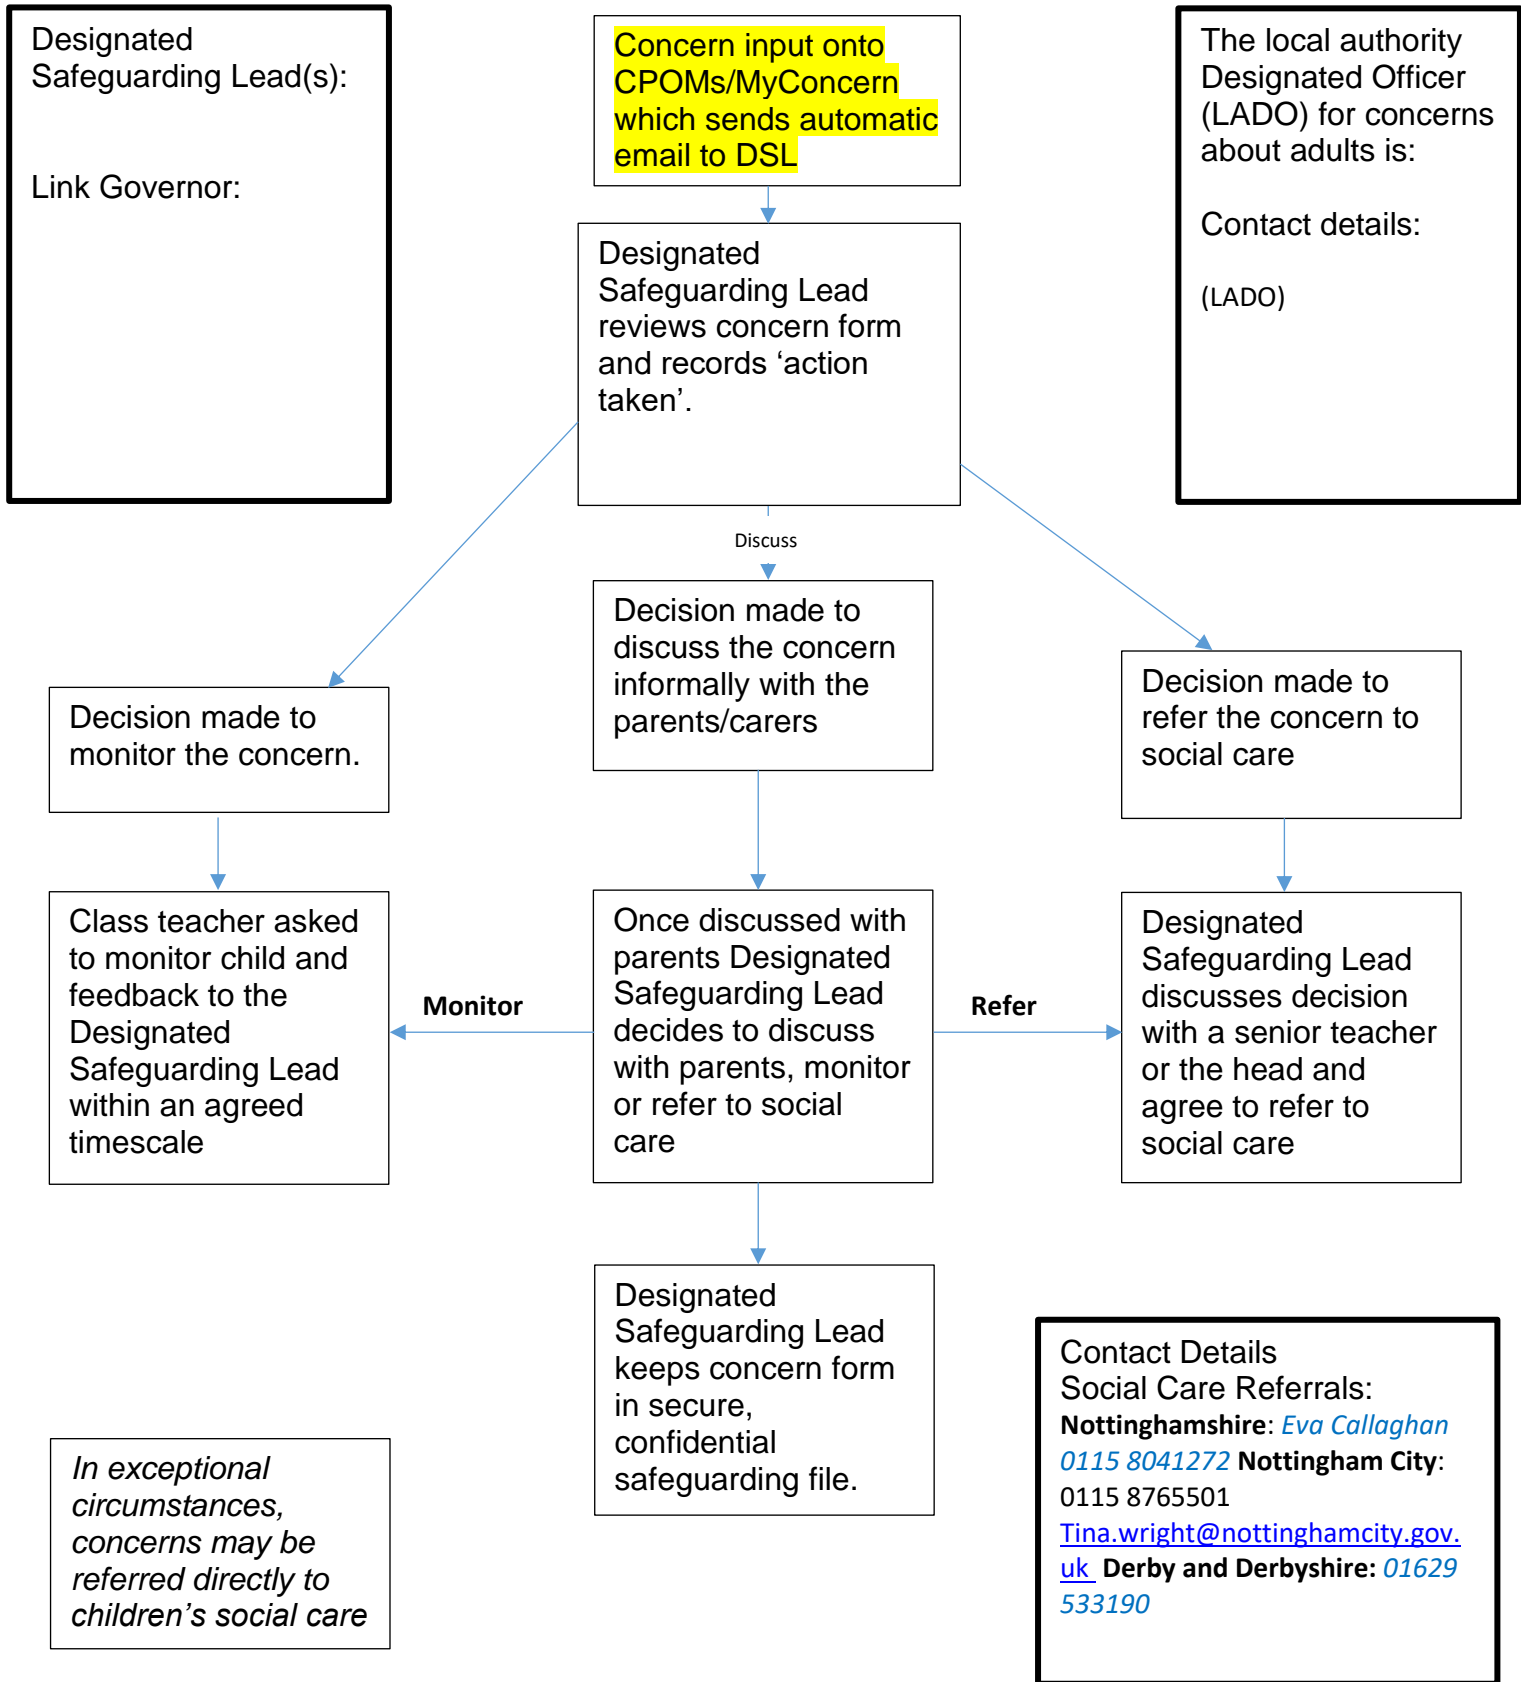 Designated
Safeguarding Lead(s):
Link Governor:
Concern input onto
CPOMs/MyConcern
which sends automatic
email to DSL
The local authority
Designated Officer
(LADO) for concerns
about adults is:
Contact details:
(LADO)
Designated
Safeguarding Lead
reviews concern form
and records ‘action
taken’.
Discuss
Decision made to
monitor the concern.
Decision made to
discuss the concern
informally with the
parents/carers
Decision made to
refer the concern to
social care
Class teacher asked
to monitor child and
feedback to the
Designated
Safeguarding Lead
within an agreed
timescale
Monitor
Once discussed with
parents Designated
Safeguarding Lead
decides to discuss
with parents, monitor
or refer to social
care
Refer
Designated
Safeguarding Lead
discusses decision
with a senior teacher
or the head and
agree to refer to
social care
Designated
Safeguarding Lead
keeps concern form
in secure,
confidential
safeguarding file.
In exceptional
circumstances,
concerns may be
referred directly to
children’s social care
Contact Details
Social Care Referrals:
Nottinghamshire: Eva Callaghan
0115 8041272 Nottingham City:
0115 8765501
Tina.wright@nottinghamcity.gov.
uk Derby and Derbyshire: 01629
533190